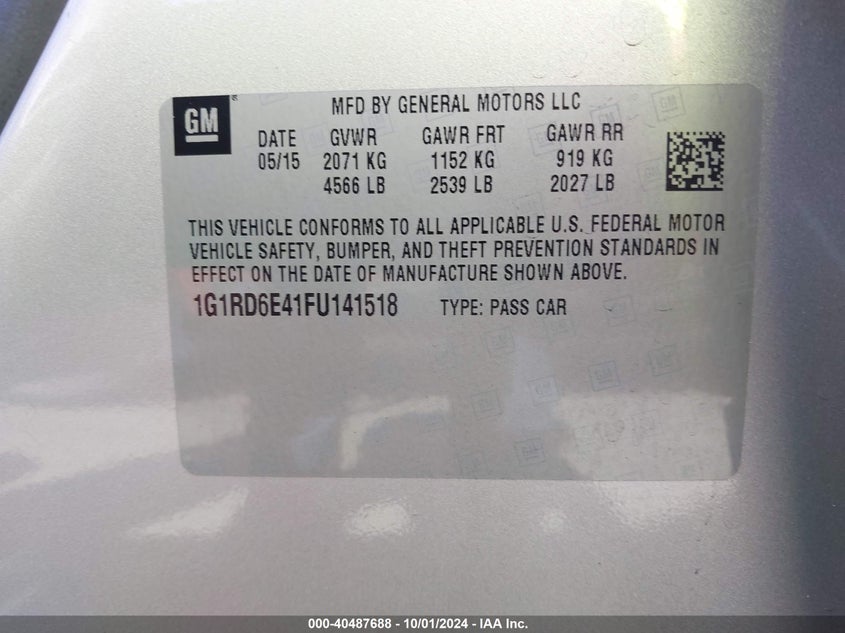 GM
MFD BY GENERAL MOTORS LLC
DATE GVWR GAWR FRT GAWR RR
05/15 2071 KG 1152 KG 919 KG
4566 LB 2539 LB 2027 LB
THIS VEHICLE CONFORMS TO ALL APPLICABLE U.S. FEDERAL MOTOR
VEHICLE SAFETY, BUMPER, AND THEFT PREVENTION STANDARDS IN
EFFECT ON THE DATE OF MANUFACTURE SHOWN ABOVE.
1G1RD6E41FU141518 TYPE: PASS CAR
000-40487688 - 10/01/2024 - IAA Inc.